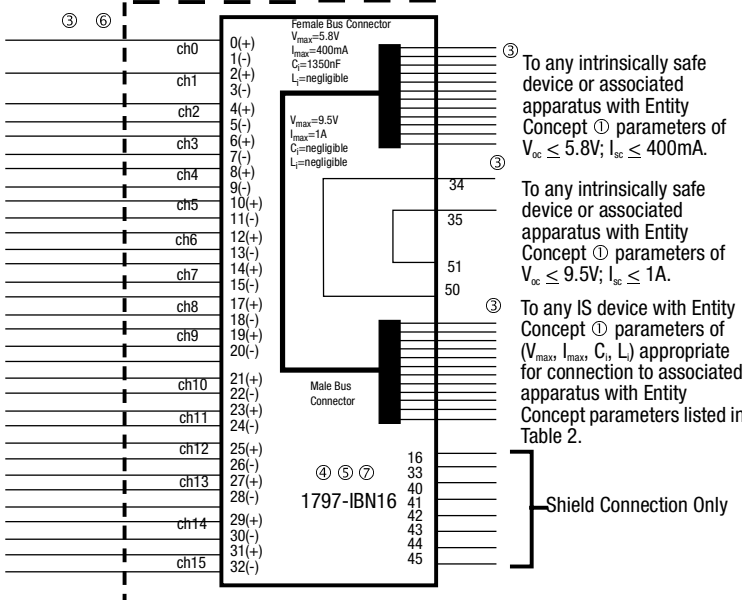 ③ ⑥
ch0
ch1
ch2
ch3
ch4
ch5
ch6
ch7
ch8
ch9
ch10
ch11
ch12
ch13
ch14
ch15
0(+)
1(-)
2(+)
3(-)
4(+)
5(-)
6(+)
7(-)
8(+)
9(-)
10(+)
11(-)
12(+)
13(-)
14(+)
15(-)
17(+)
18(-)
19(+)
20(-)
21(+)
22(-)
23(+)
24(-)
25(+)
26(-)
27(+)
28(-)
29(+)
30(-)
31(+)
32(-)
Female Bus Connector
Vmax=5.8V
Imax=400mA
Ci=1350nF
Li=negligible
Vmax=9.5V
Imax=1A
Ci=negligible
Li=negligible
Male Bus
Connector
④ ⑤ ⑦
1797-IBN16
34
35
51
50
16
33
40
41
42
43
44
45
③
To any intrinsically safe
device or associated
apparatus with Entity
Concept ① parameters of
Voc ≤ 5.8V; Isc ≤ 400mA.
③
To any intrinsically safe
device or associated
apparatus with Entity
Concept ① parameters of
Voc ≤ 9.5V; Isc ≤ 1A.
③
To any IS device with Entity
Concept ① parameters of
(Vmax, Imax, Ci, Li) appropriate
for connection to associated
apparatus with Entity
Concept parameters listed in
Table 2.
Shield Connection Only